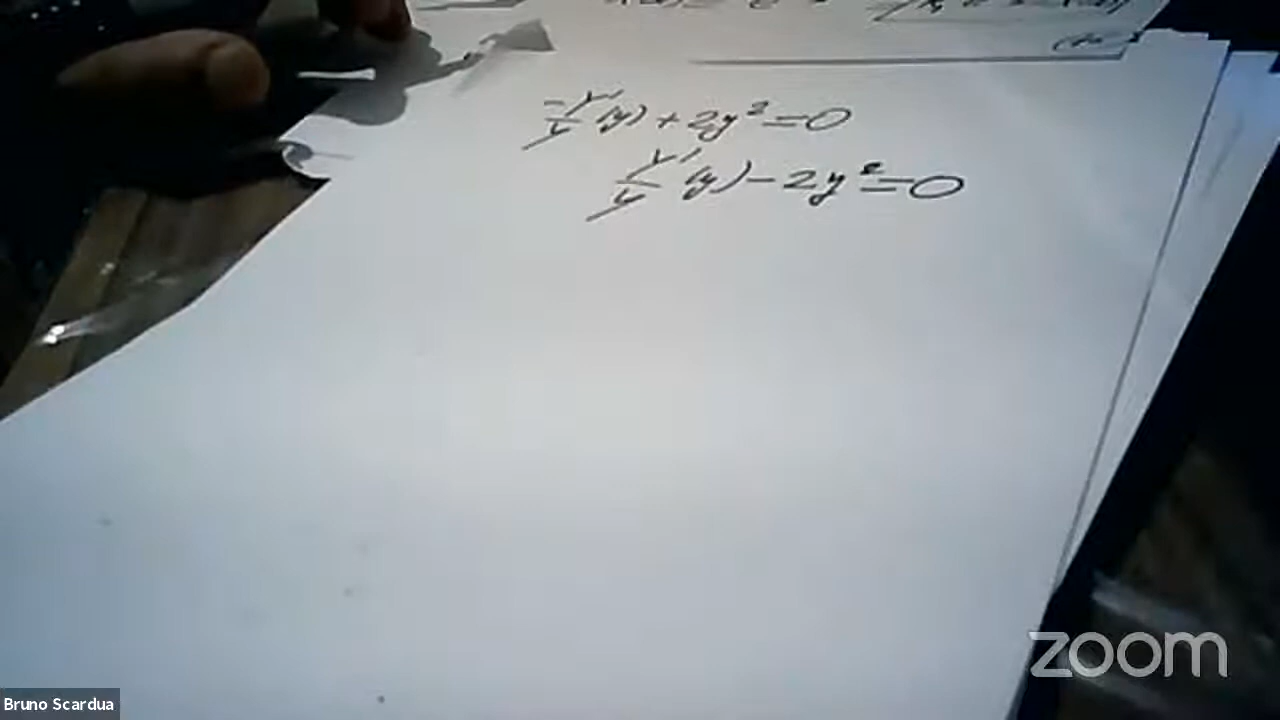 -Y'/Y (y) + 2y² = 0
Y'/Y (y) - 2y² = 0
Bruno Scardua
zoom